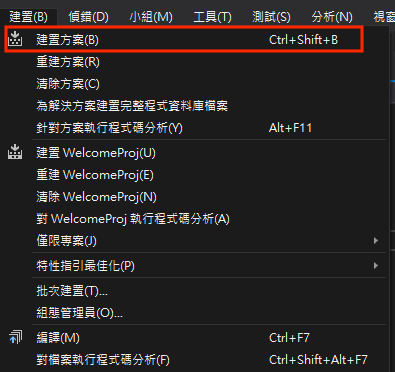 建置(B) 偵錯(D) 小組(M) 工具(T) 測試(S) 分析(N) 視窗
建置方案(B) Ctrl+Shift+B
重建方案(R)
清除方案(C)
為解決方案建置完整程式資料庫檔案
針對方案執行程式碼分析(Y) Alt+F11
建置 WelcomeProj(U)
重建 WelcomeProj(E)
清除 WelcomeProj(N)
對 WelcomeProj 執行程式碼分析(A)
僅限專案(J)
特性指引最佳化(P)
批次建置(T)...
組態管理員(O)...
編譯(M) Ctrl+F7
對檔案執行程式碼分析(F) Ctrl+Shift+Alt+F7